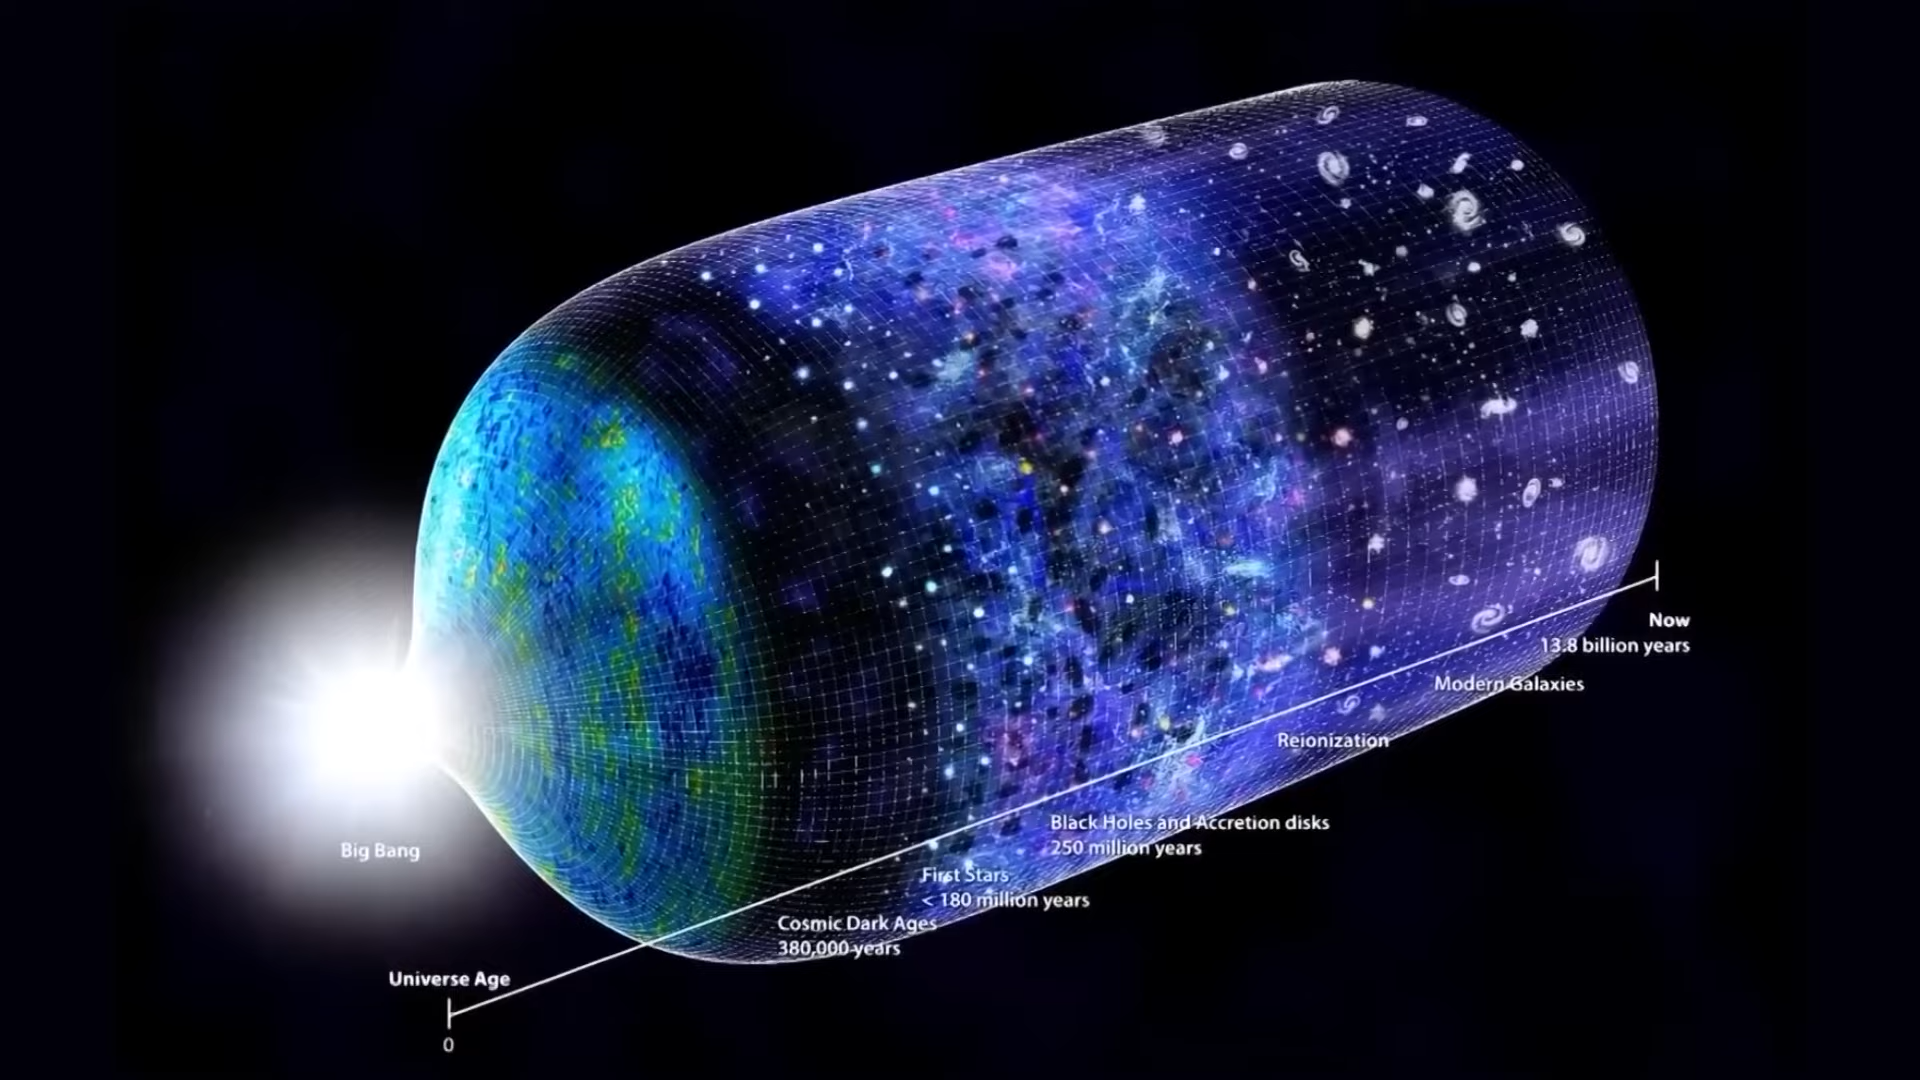 Now
13.8 billion years
Modern Galaxies
Reionization
Black Holes and Accretion disks
250 million years
First Stars
< 180 million years
Cosmic Dark Ages
380,000 years
Big Bang
Universe Age
0